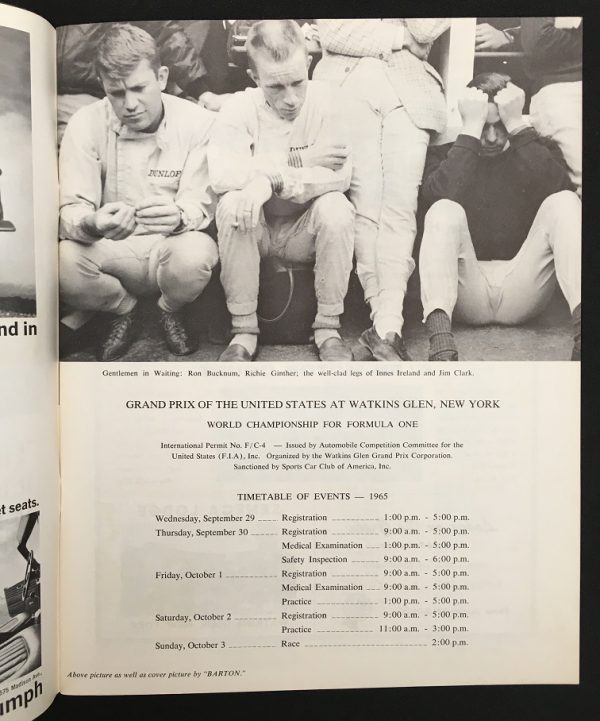 DUNLOP
DUNLOP
Gentlemen in Waiting: Ron Bucknum, Richie Ginther; the well-clad legs of Innes Ireland and Jim Clark.
GRAND PRIX OF THE UNITED STATES AT WATKINS GLEN, NEW YORK
WORLD CHAMPIONSHIP FOR FORMULA ONE
International Permit No. F/C-4 — Issued by Automobile Competition Committee for the
United States (F.I.A), Inc. Organized by the Watkins Glen Grand Prix Corporation.
Sanctioned by Sports Car Club of America, Inc.
TIMETABLE OF EVENTS — 1965
Wednesday, September 29 Registration 1:00 p.m. - 5:00 p.m.
Thursday, September 30 Registration 9:00 a.m. - 5:00 p.m.
Medical Examination 1:00 p.m. - 5:00 p.m.
Safety Inspection 9:00 a.m. - 6:00 p.m.
Friday, October 1 Registration 9:00 a.m. - 5:00 p.m.
Medical Examination 9:00 a.m. - 5:00 p.m.
Practice 1:00 p.m. - 5:00 p.m.
Saturday, October 2 Registration 9:00 a.m. - 5:00 p.m.
Practice 11:00 a.m. - 3:00 p.m.
Sunday, October 3 Race 2:00 p.m.
Above picture as well as cover picture by "BARTON."
nd in
et seats.
575 Madison Ave.,
umph